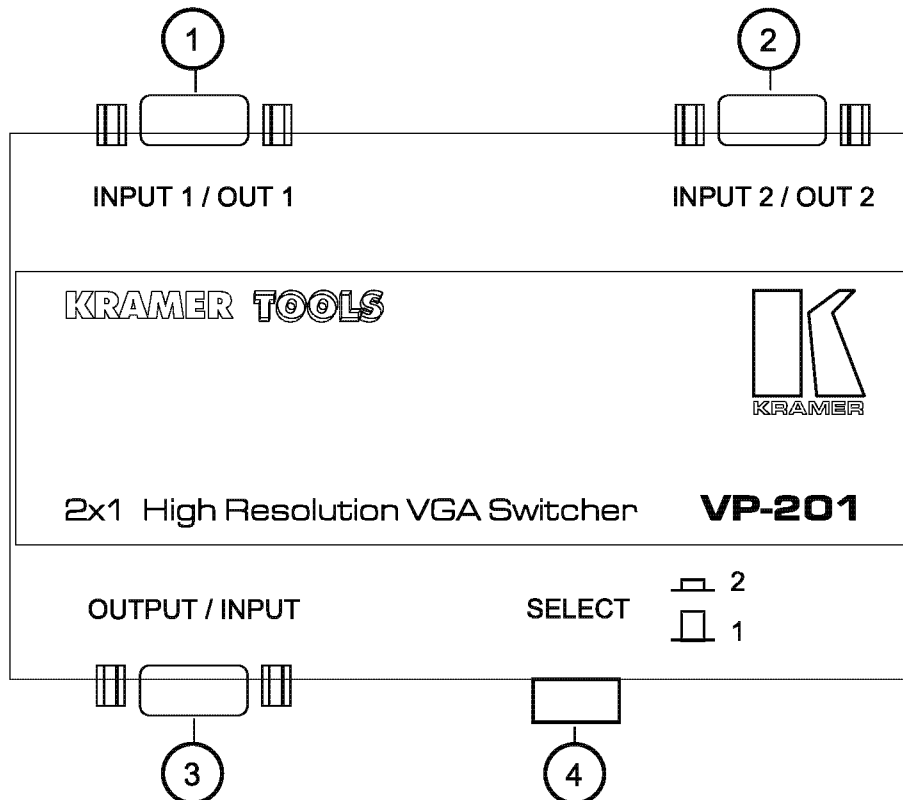 1
2
INPUT 1 / OUT 1
INPUT 2 / OUT 2
KRAMER TOOLS
KRAMER
2x1 High Resolution VGA Switcher
VP-201
OUTPUT / INPUT
SELECT
2
1
3
4